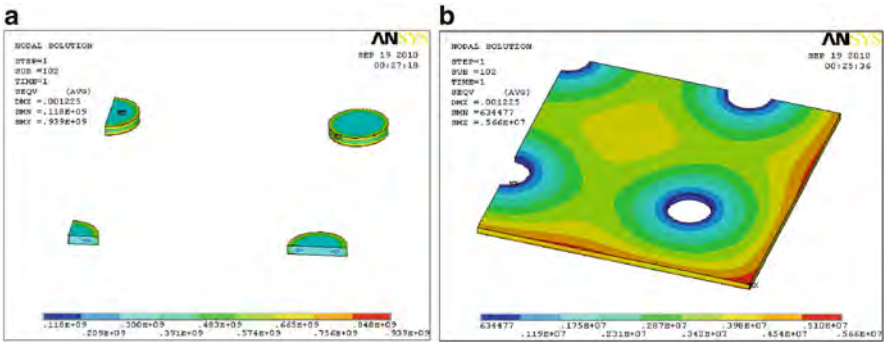 a
ANSYS
NODAL SOLUTION
SEP 19 2010
00:27:18
STEP=1
SUB =102
TIME=1
SEQV (AVG)
DMX =.001225
SMN =.118E+09
SMX =.939E+09
.118E+09 .300E+09 .483E+09 .665E+09 .848E+09
.209E+09 .391E+09 .574E+09 .756E+09 .939E+09
b
ANSYS
NODAL SOLUTION
SEP 19 2010
00:25:36
STEP=1
SUB =102
TIME=1
SEQV (AVG)
DMX =.001225
SMN =634477
SMX =.566E+07
634477 .175E+07 .287E+07 .398E+07 .510E+07
.119E+07 .231E+07 .342E+07 .454E+07 .566E+07